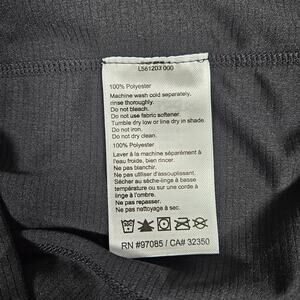 L561203 000
100% Polyester
Machine wash cold separately,
rinse thoroughly.
Do not bleach.
Do not use fabric softener.
Tumble dry low or line dry in shade.
Do not iron.
Do not dry clean.
100% Polyester
Laver à la machine séparément à
l'eau froide, bien rincer.
Ne pas blanchir.
Ne pas utiliser d'assouplissant.
Sécher au sèche-linge à basse
température ou sur une corde à
linge à l'ombre.
Ne pas repasser.
Ne pas nettoyage à sec.
RN #97085 / CA# 32350